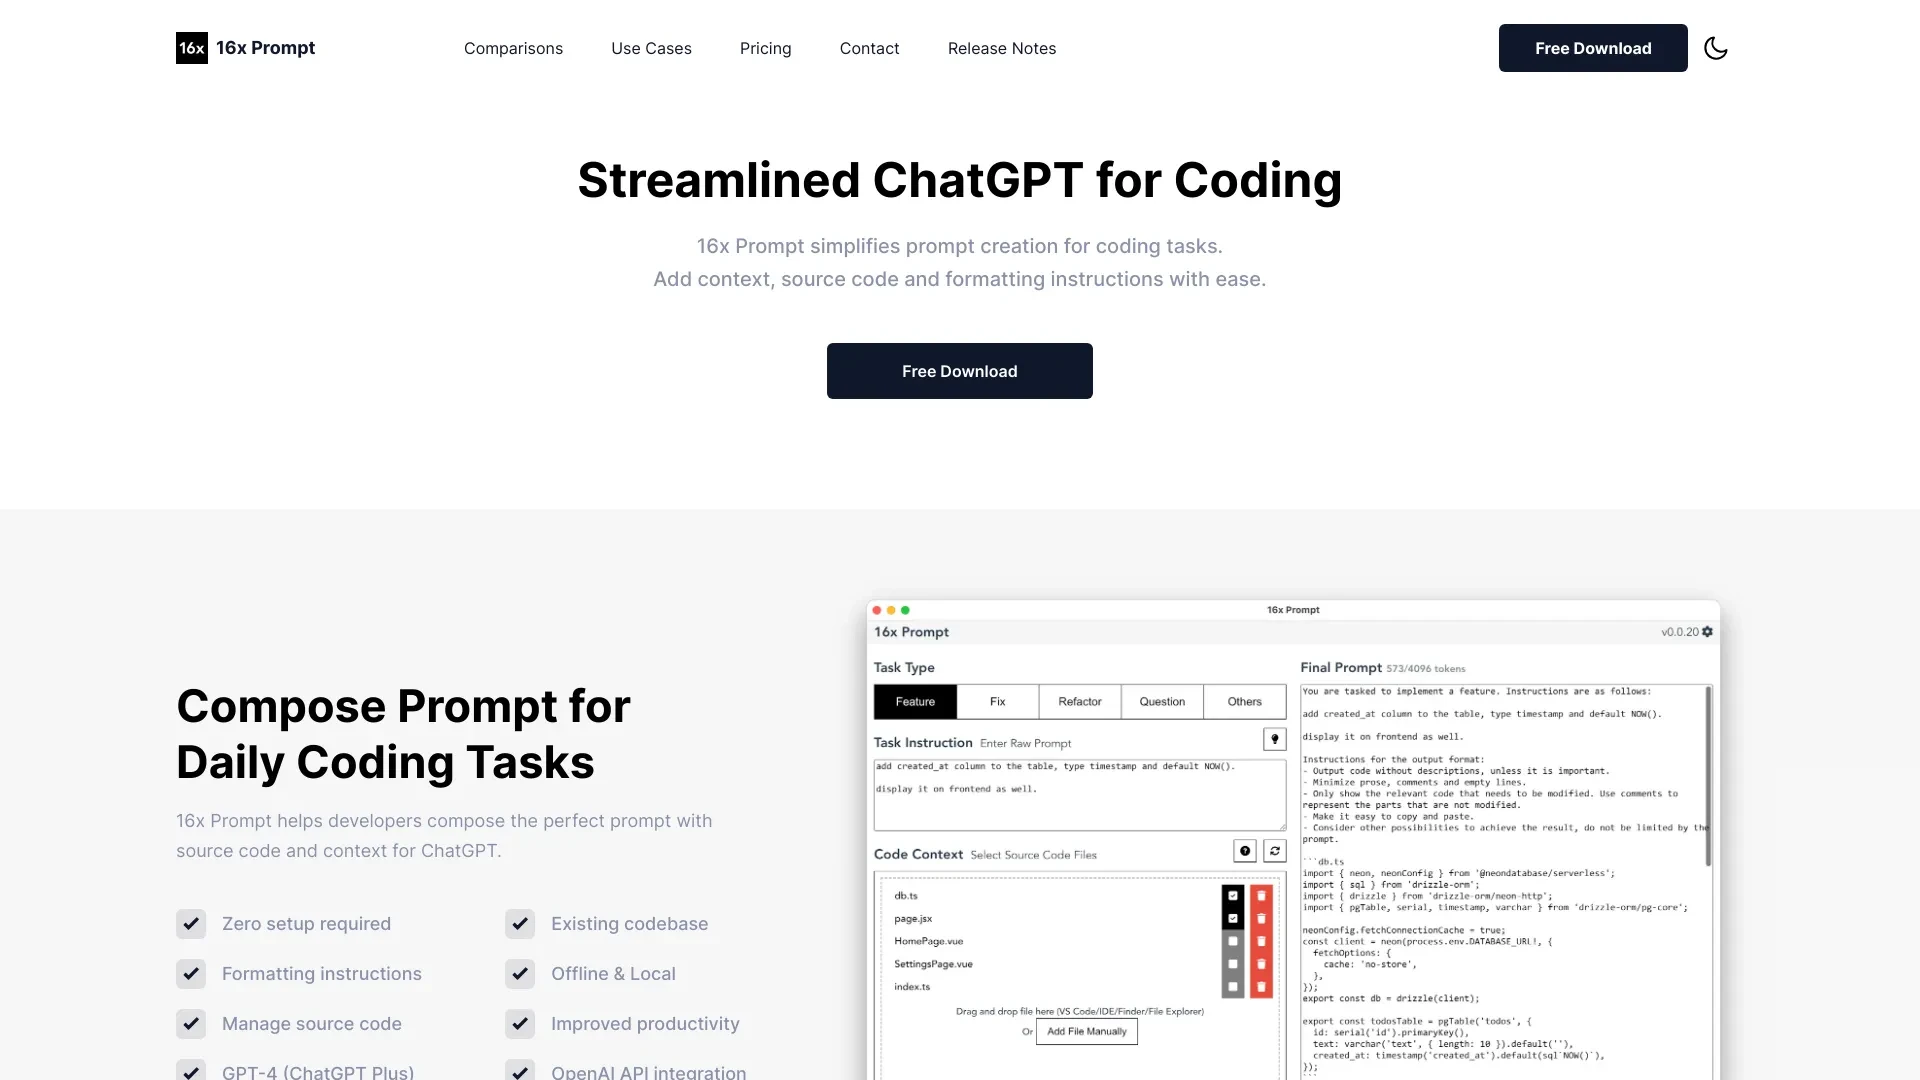 16x 16x Prompt
Comparisons
Use Cases
Pricing
Contact
Release Notes
Free Download
Streamlined ChatGPT for Coding
16x Prompt simplifies prompt creation for coding tasks.
Add context, source code and formatting instructions with ease.
Free Download
Compose Prompt for
Daily Coding Tasks
16x Prompt helps developers compose the perfect prompt with
source code and context for ChatGPT.
Zero setup required
Existing codebase
Formatting instructions
Offline & Local
Manage source code
Improved productivity
GPT-4 (ChatGPT Plus)
OpenAI API integration
16x Prompt
16x Prompt
v0.0.20
Task Type
Feature
Fix
Refactor
Question
Others
Task Instruction Enter Raw Prompt
add created_at column to the table, type timestamp and default NOW().
display it on frontend as well.
Code Context Select Source Code Files
db.ts
page.jsx
HomePage.vue
SettingsPage.vue
index.ts
Drag and drop file here (VS Code/IDE/Finder/File Explorer)
Or Add File Manually
Final Prompt 573/4096 tokens
You are tasked to implement a feature. Instructions are as follows:
add created_at column to the table, type timestamp and default NOW().
display it on frontend as well.
Instructions for the output format:
- Output code without descriptions, unless it is important.
- Minimize prose, comments and empty lines.
- Only show the relevant code that needs to be modified. Use comments to
represent the parts that are not modified.
- Make it easy to copy and paste.
- Consider other possibilities to achieve the result, do not be limited by the
prompt.
```db.ts
import { neon, neonConfig } from '@neondatabase/serverless';
import { sql } from 'drizzle-orm';
import { drizzle } from 'drizzle-orm/neon-http';
import { pgTable, serial, timestamp, varchar } from 'drizzle-orm/pg-core';
neonConfig.fetchConnectionCache = true;
const client = neon(process.env.DATABASE_URL!, {
fetchOptions: {
cache: 'no-store',
},
});
export const db = drizzle(client);
export const todosTable = pgTable('todos', {
id: serial('id').primaryKey(),
text: varchar('text', { length: 10 }).default(''),
created_at: timestamp('created_at').default(sql`NOW()`),
});
```